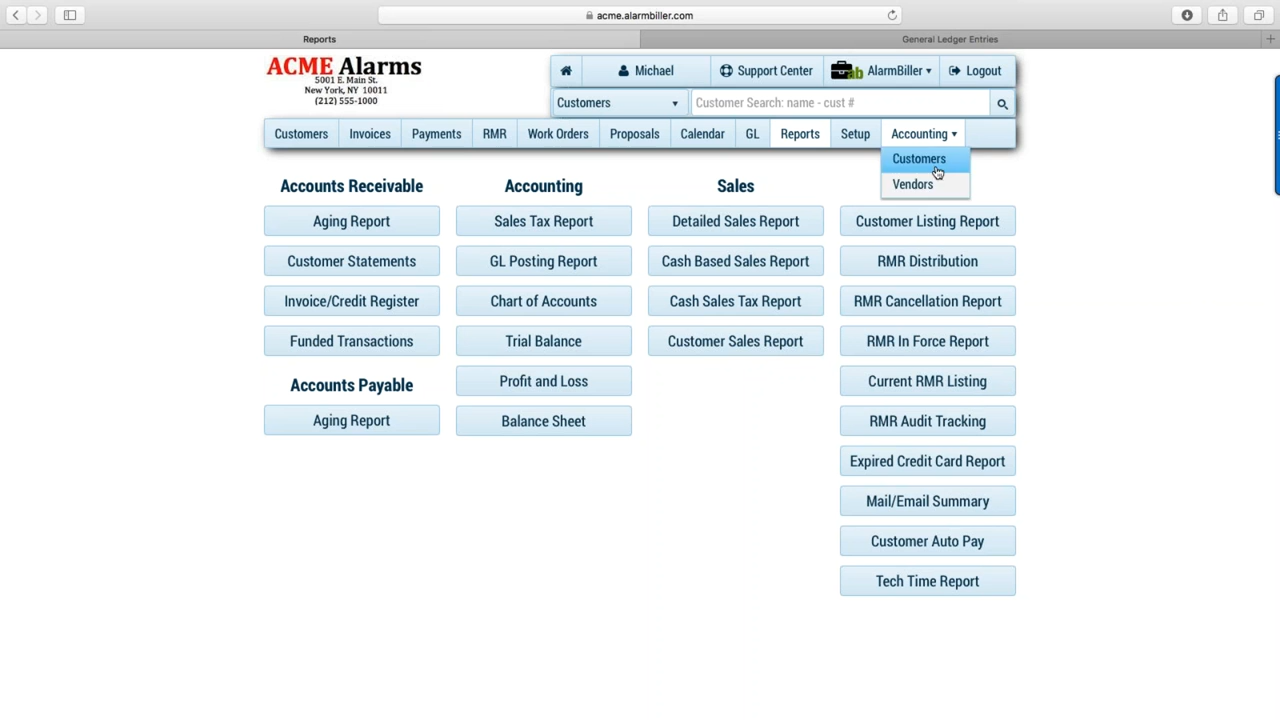 acme.alarmbiller.com
Reports
General Ledger Entries
ACME Alarms
5001 E. Main St.
New York, NY 10011
(212) 555-1000
Michael
Support Center
ab AlarmBiller
Logout
Customers
Customer Search: name - cust #
Customers Invoices Payments RMR Work Orders Proposals Calendar GL Reports Setup Accounting
Customers
Vendors
Accounts Receivable
Aging Report
Customer Statements
Invoice/Credit Register
Funded Transactions
Accounts Payable
Aging Report
Accounting
Sales Tax Report
GL Posting Report
Chart of Accounts
Trial Balance
Profit and Loss
Balance Sheet
Sales
Detailed Sales Report
Cash Based Sales Report
Cash Sales Tax Report
Customer Sales Report
Customer Listing Report
RMR Distribution
RMR Cancellation Report
RMR In Force Report
Current RMR Listing
RMR Audit Tracking
Expired Credit Card Report
Mail/Email Summary
Customer Auto Pay
Tech Time Report